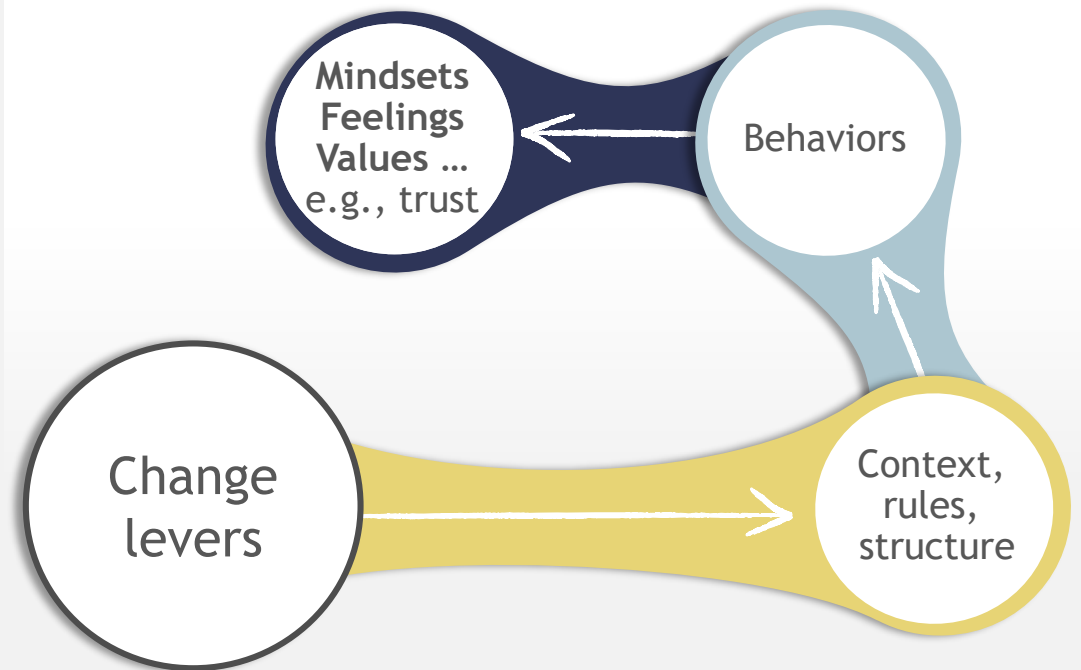 Mindsets
Feelings
Values …
e.g., trust
Behaviors
Change
levers
Context,
rules,
structure